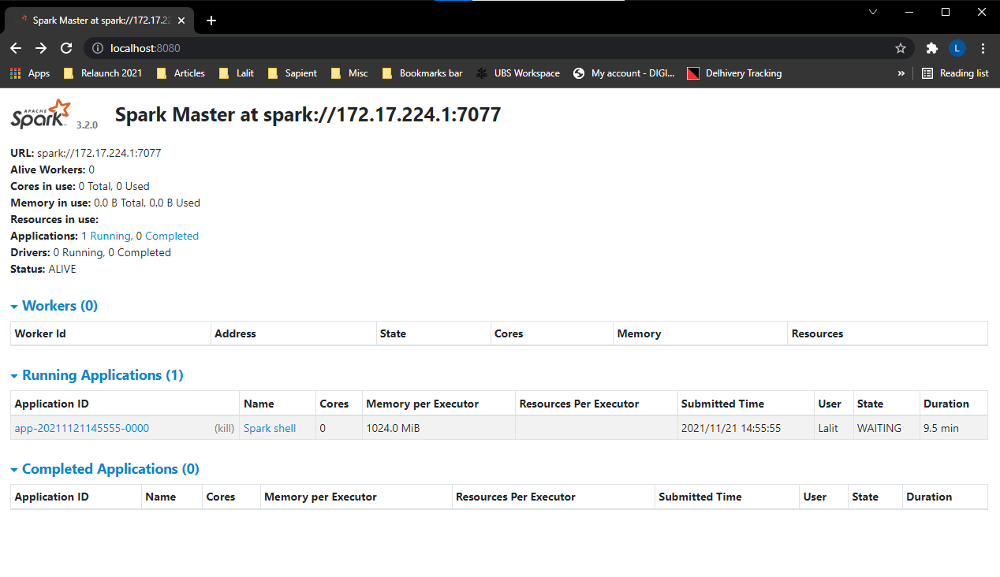 Spark Master at spark://172.17.22
localhost:8080
L
Apps Relaunch 2021 Articles Lalit Sapient Misc Bookmarks bar UBS Workspace My account - DIGI... Delhivery Tracking » Reading list
APACHE Spark 3.2.0 Spark Master at spark://172.17.224.1:7077
URL: spark://172.17.224.1:7077
Alive Workers: 0
Cores in use: 0 Total, 0 Used
Memory in use: 0.0 B Total, 0.0 B Used
Resources in use:
Applications: 1 Running, 0 Completed
Drivers: 0 Running, 0 Completed
Status: ALIVE
Workers (0)
Worker Id Address State Cores Memory Resources
Running Applications (1)
Application ID Name Cores Memory per Executor Resources Per Executor Submitted Time User State Duration
app-20211121145555-0000 (kill) Spark shell 0 1024.0 MiB 2021/11/21 14:55:55 Lalit WAITING 9.5 min
Completed Applications (0)
Application ID Name Cores Memory per Executor Resources Per Executor Submitted Time User State Duration